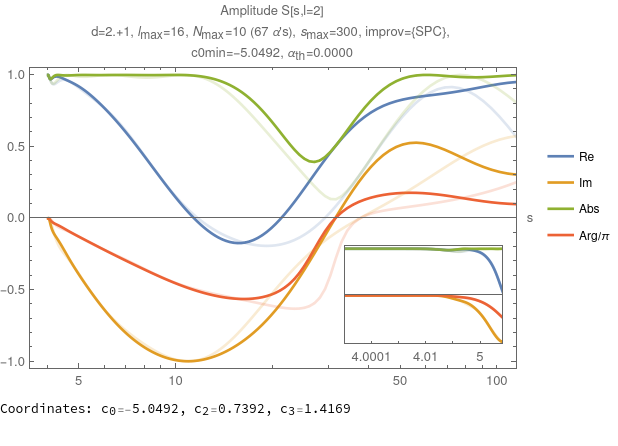 Amplitude S[s,l=2]
d=2.+1, lmax=16, Nmax=10 (67 α's), smax=300, improv={SPC},
c0min=-5.0492, αth=0.0000
1.0
0.5
0.0
-0.5
-1.0
5
10
50
100
s
Re
Im
Abs
Arg/π
4.0001
4.01
5
Coordinates: c0=-5.0492, c2=0.7392, c3=1.4169